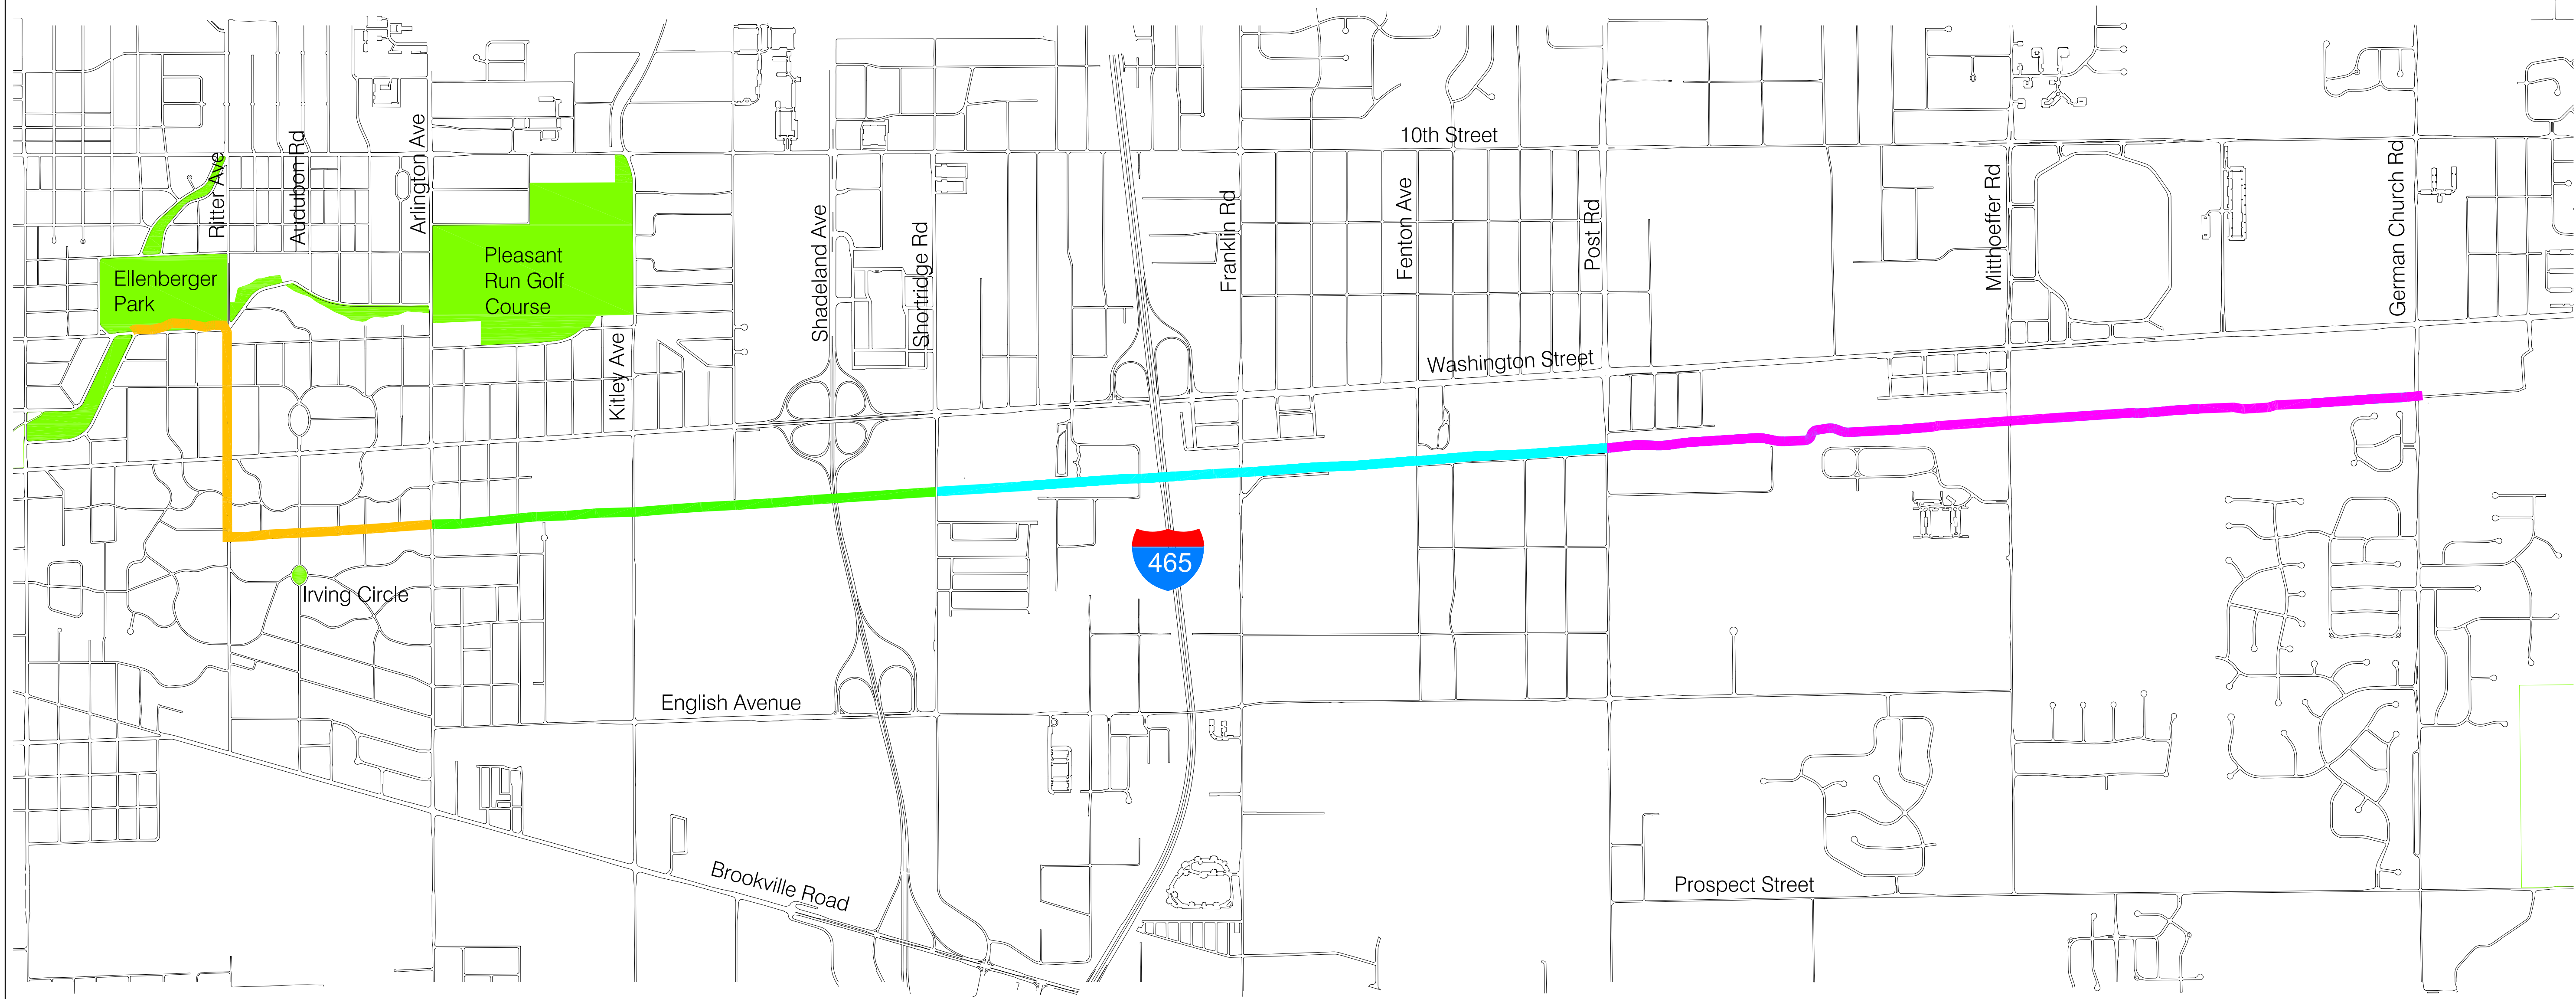 10th Street
Ritter Ave
Audubon Rd
Arlington Ave
Shadeland Ave
Shortridge Rd
Franklin Rd
Fenton Ave
Post Rd
Mitthoeffer Rd
German Church Rd
Ellenberger
Park
Pleasant
Run Golf
Course
Kitley Ave
Washington Street
465
Irving Circle
English Avenue
Brookville Road
Prospect Street